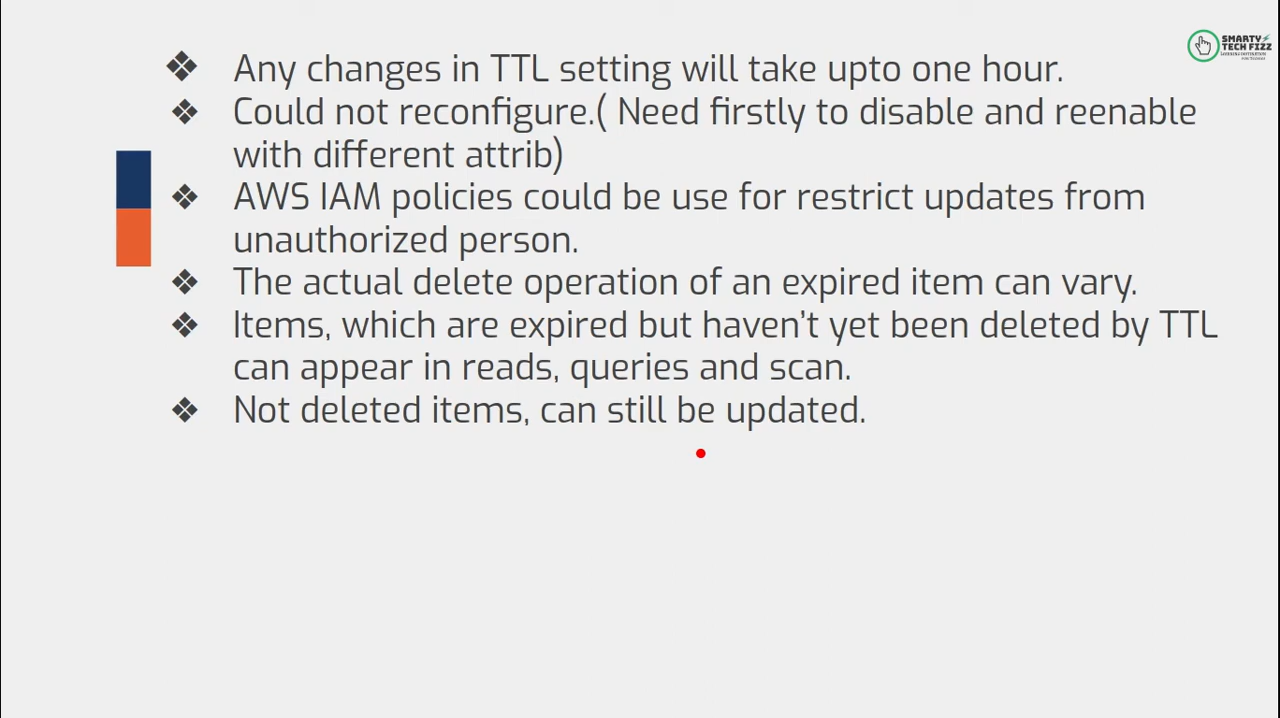 SMARTY
TECH FIZZ
❖ Any changes in TTL setting will take upto one hour.
❖ Could not reconfigure.( Need firstly to disable and reenable
with different attrib)
❖ AWS IAM policies could be use for restrict updates from
unauthorized person.
❖ The actual delete operation of an expired item can vary.
❖ Items, which are expired but haven't yet been deleted by TTL
can appear in reads, queries and scan.
❖ Not deleted items, can still be updated.